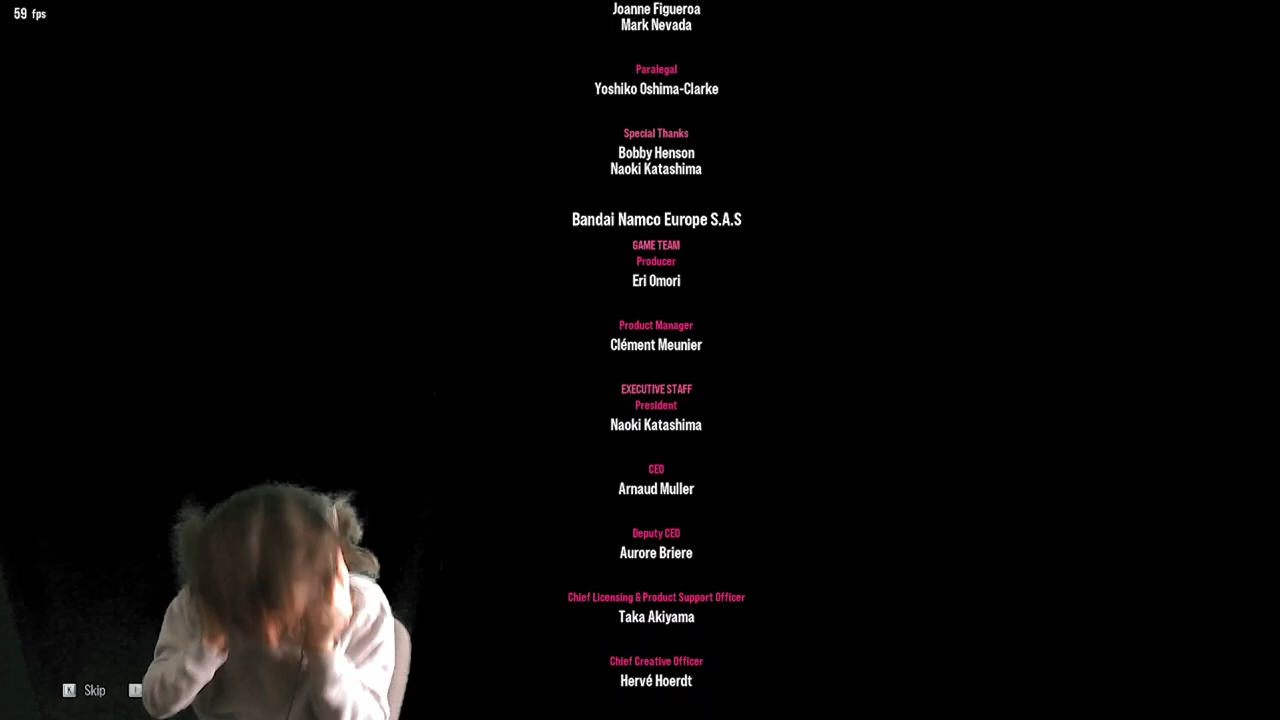 59 fps
Joanne Figueroa
Mark Nevada
Paralegal
Yoshiko Oshima-Clarke
Special Thanks
Bobby Henson
Naoki Katashima
Bandai Namco Europe S.A.S
GAME TEAM
Producer
Eri Omori
Product Manager
Clément Meunier
EXECUTIVE STAFF
President
Naoki Katashima
CEO
Arnaud Muller
Deputy CEO
Aurore Briere
Chief Licensing & Product Support Officer
Taka Akiyama
Chief Creative Officer
Hervé Hoerdt
K Skip